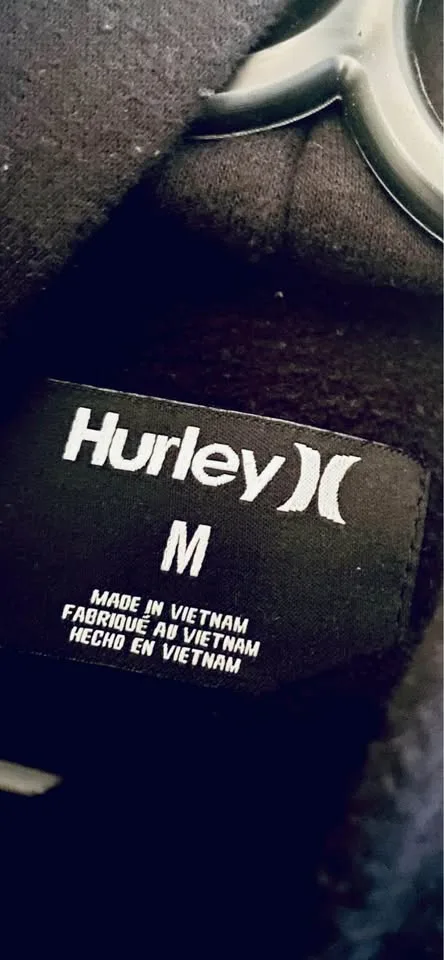 Hurley
M
MADE IN VIETNAM
FABRIQUÉ AU VIETNAM
HECHO EN VIETNAM